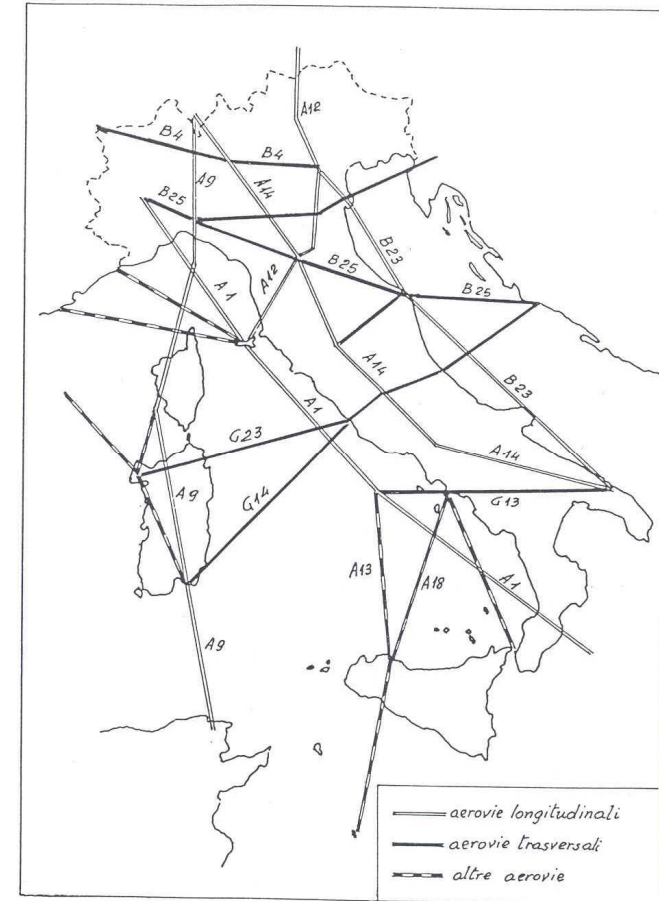 A12
B4
B4
A9
A14
B25
B23
A12
B25
B25
A1
A14
B23
A1
G23
A14
A9
G14
G13
A13
A18
A1
A9
aerovie longitudinali
aerovie trasversali
altre aerovie